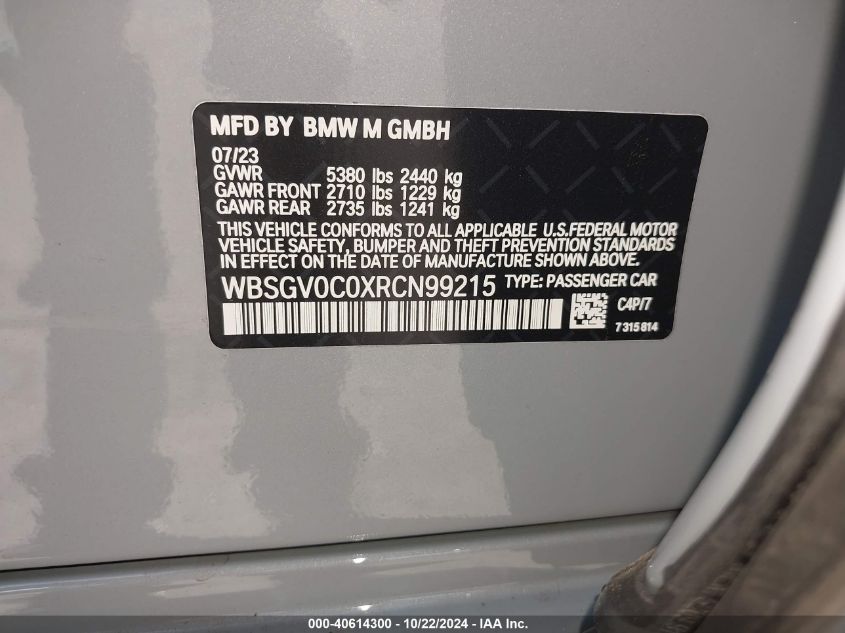 MFD BY BMW M GMBH
07/23
GVWR 5380 lbs 2440 kg
GAWR FRONT 2710 lbs 1229 kg
GAWR REAR 2735 lbs 1241 kg
THIS VEHICLE CONFORMS TO ALL APPLICABLE U.S.FEDERAL MOTOR
VEHICLE SAFETY, BUMPER AND THEFT PREVENTION STANDARDS
IN EFFECT ON THE DATE OF MANUFACTURE SHOWN ABOVE.
WBSGV0C0XRCN99215 TYPE: PASSENGER CAR
C4P/7
7 315 814
000-40614300 - 10/22/2024 - IAA Inc.